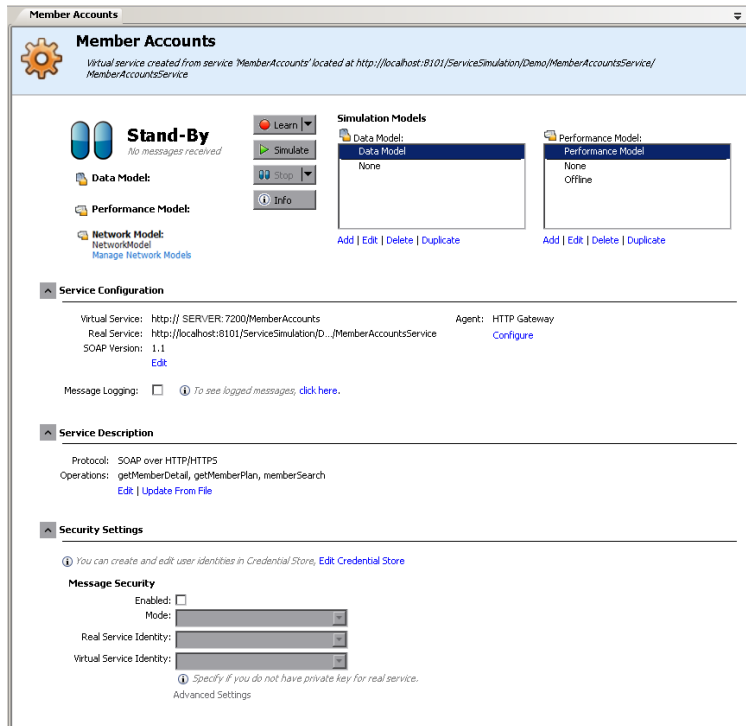 Member Accounts
Member Accounts
Virtual service created from service 'MemberAccounts' located at http://localhost:8101/ServiceSimulation/Demo/MemberAccountsService/
MemberAccountsService
Stand-By
No messages received
Data Model:
Performance Model:
Network Model:
NetworkModel
Manage Network Models
Learn
Simulate
Stop
Info
Simulation Models
Data Model:
Data Model
None
Add | Edit | Delete | Duplicate
Performance Model:
Performance Model
None
Offline
Add | Edit | Delete | Duplicate
Service Configuration
Virtual Service: http:// SERVER: 7200/MemberAccounts
Agent: HTTP Gateway
Real Service: http://localhost:8101/ServiceSimulation/D.../MemberAccountsService
Configure
SOAP Version: 1.1
Edit
Message Logging: To see logged messages, click here.
Service Description
Protocol: SOAP over HTTP/HTTPS
Operations: getMemberDetail, getMemberPlan, memberSearch
Edit | Update From File
Security Settings
You can create and edit user identities in Credential Store, Edit Credential Store
Message Security
Enabled:
Mode:
Real Service Identity:
Virtual Service Identity:
Specify if you do not have private key for real service.
Advanced Settings